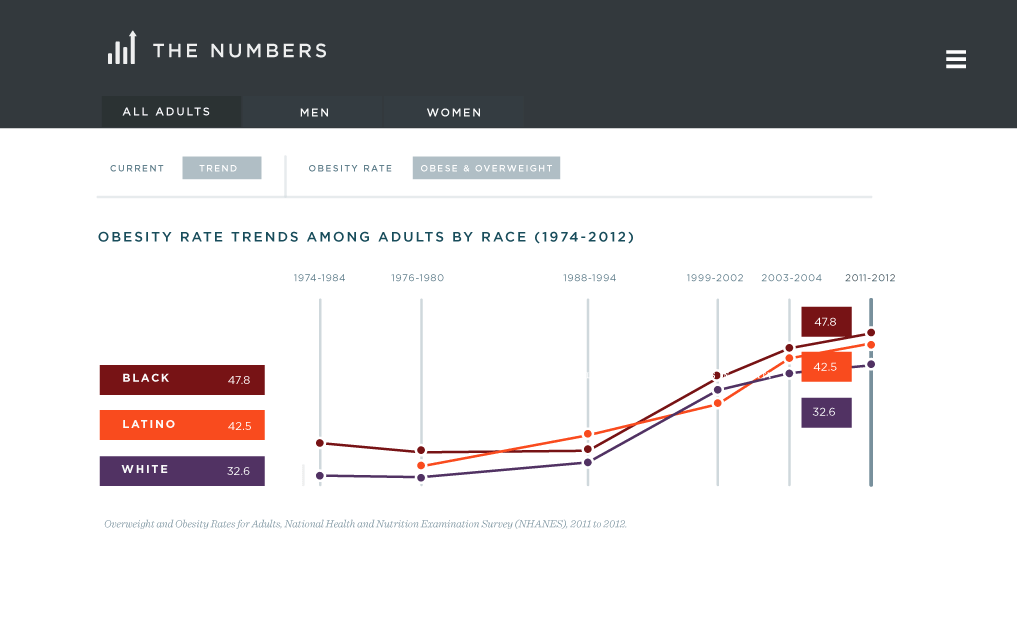 THE NUMBERS
ALL ADULTS MEN WOMEN
CURRENT TREND OBESITY RATE OBESE & OVERWEIGHT
OBESITY RATE TRENDS AMONG ADULTS BY RACE (1974-2012)
1974-1984 1976-1980 1988-1994 1999-2002 2003-2004 2011-2012
47.8
BLACK 47.8
42.5
LATINO 42.5
32.6
WHITE 32.6
Overweight and Obesity Rates for Adults, National Health and Nutrition Examination Survey (NHANES), 2011 to 2012.